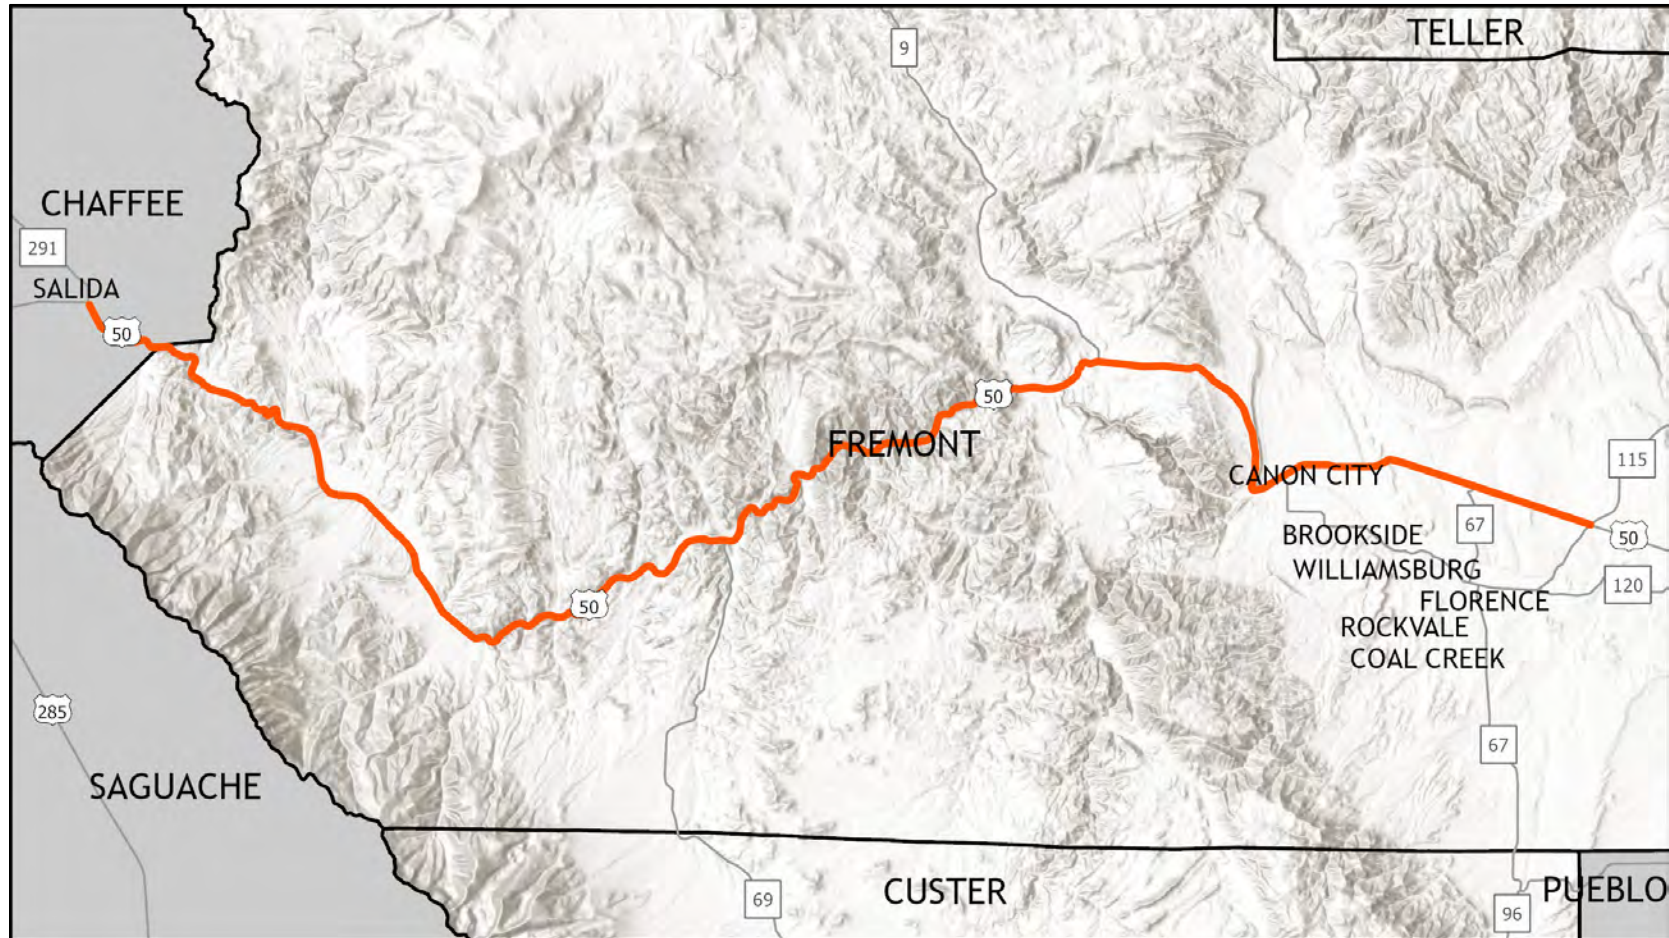 TELLER
9
CHAFFEE
291
SALIDA
50
50
FREMONT
115
CANON CITY
67
BROOKSIDE
50
WILLIAMSBURG
120
50
FLORENCE
ROCKVALE
COAL CREEK
285
67
SAGUACHE
CUSTER
PUEBLO
69
96